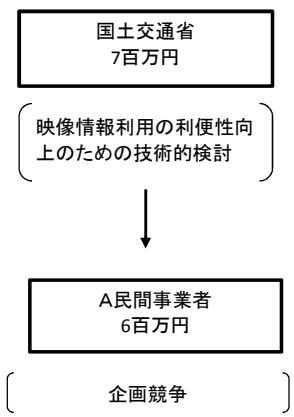 国土交通省
7百万円
映像情報利用の利便性向
上のための技術的検討
A民間事業者
6百万円
企画競争